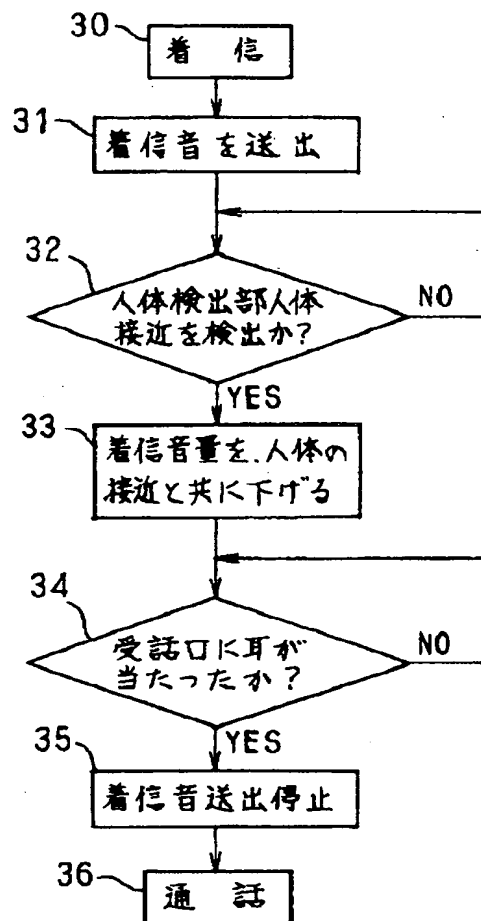 30
着信
31
着信音を送出
32
人体検出部人体
接近を検出か?
NO
YES
33
着信音量を、人体の
接近と共に下げる
34
受話口に耳が
当たったか?
NO
YES
35
着信音送出停止
36
通話